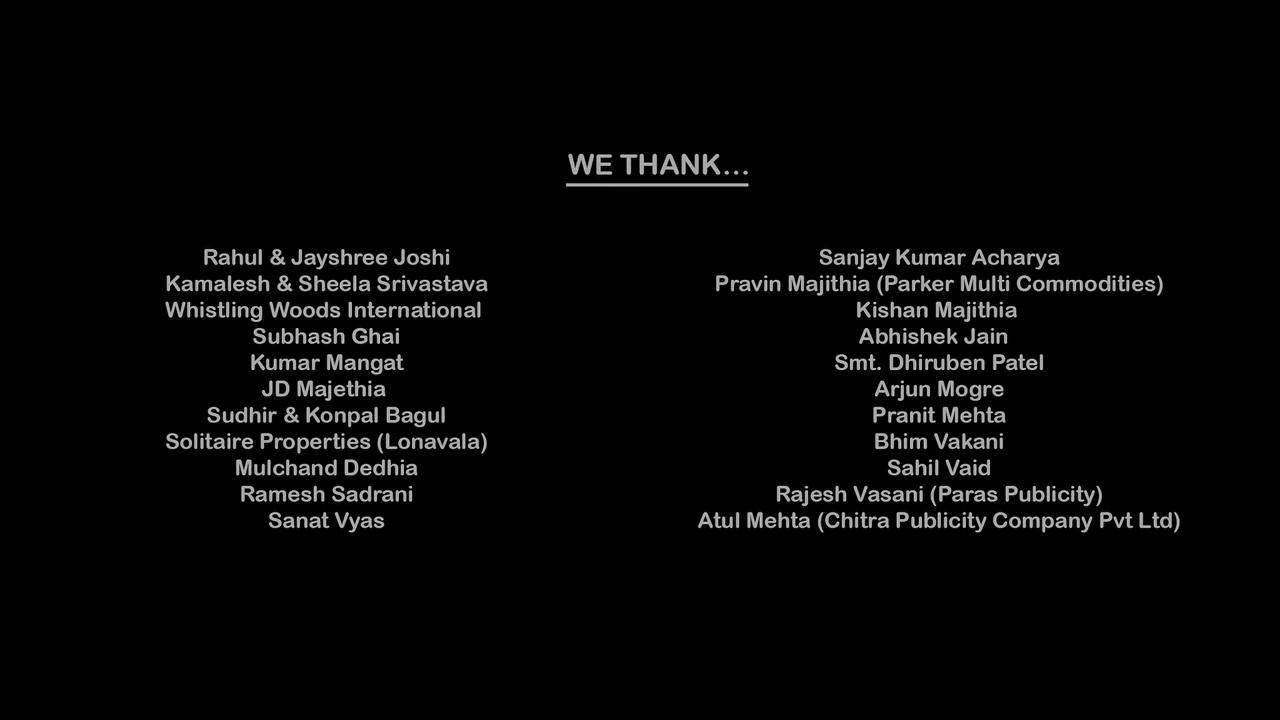 WE THANK...
Rahul & Jayshree Joshi
Kamalesh & Sheela Srivastava
Whistling Woods International
Subhash Ghai
Kumar Mangat
JD Majethia
Sudhir & Konpal Bagul
Solitaire Properties (Lonavala)
Mulchand Dedhia
Ramesh Sadrani
Sanat Vyas
Sanjay Kumar Acharya
Pravin Majithia (Parker Multi Commodities)
Kishan Majithia
Abhishek Jain
Smt. Dhiruben Patel
Arjun Mogre
Pranit Mehta
Bhim Vakani
Sahil Vaid
Rajesh Vasani (Paras Publicity)
Atul Mehta (Chitra Publicity Company Pvt Ltd)